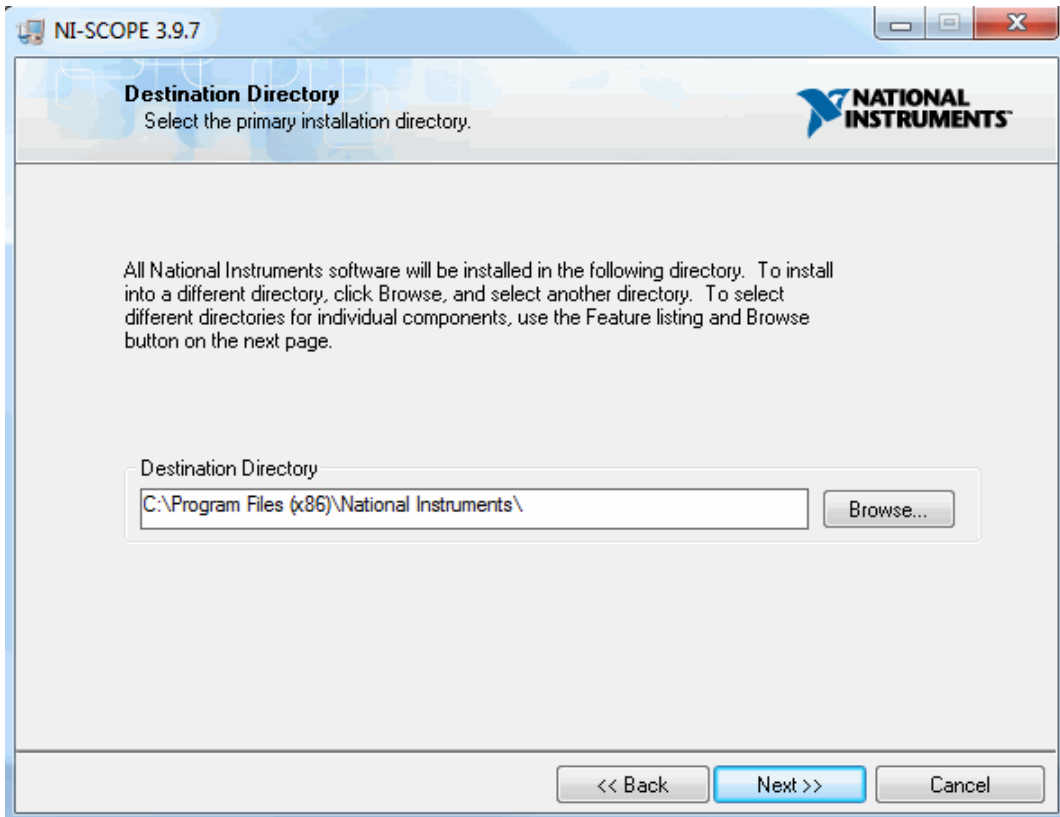 NI-SCOPE 3.9.7
Destination Directory
Select the primary installation directory.
NATIONAL
INSTRUMENTS™
All National Instruments software will be installed in the following directory.  To install
into a different directory, click Browse, and select another directory.  To select
different directories for individual components, use the Feature listing and Browse
button on the next page.
Destination Directory
C:\Program Files (x86)\National Instruments\
Browse...
<< Back
Next >>
Cancel